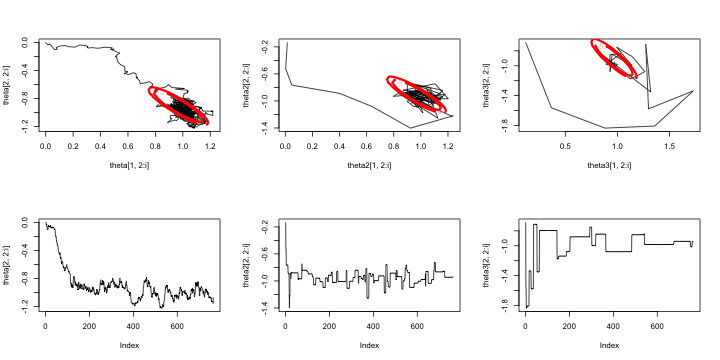 theta[2, 2:i]
0.0
-0.4
-0.8
-1.2
0.0 0.2 0.4 0.6 0.8 1.0 1.2
theta[1, 2:i]
theta2[2, 2:i]
-0.2
-0.6
-1.0
-1.4
0.0 0.2 0.4 0.6 0.8 1.0 1.2
theta2[1, 2:i]
theta3[2, 2:i]
-1.0
-1.4
-1.8
0.5 1.0 1.5
theta3[1, 2:i]
theta[2, 2:i]
0.0
-0.4
-0.8
-1.2
0 200 400 600
Index
theta2[2, 2:i]
-0.2
-0.6
-1.0
-1.4
0 200 400 600
Index
theta3[2, 2:i]
-1.0
-1.4
-1.8
0 200 400 600
Index